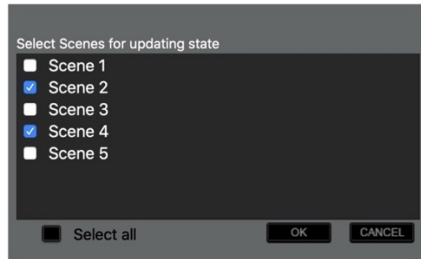 Select Scenes for updating state
Scene 1
Scene 2
Scene 3
Scene 4
Scene 5
Select all
OK
CANCEL